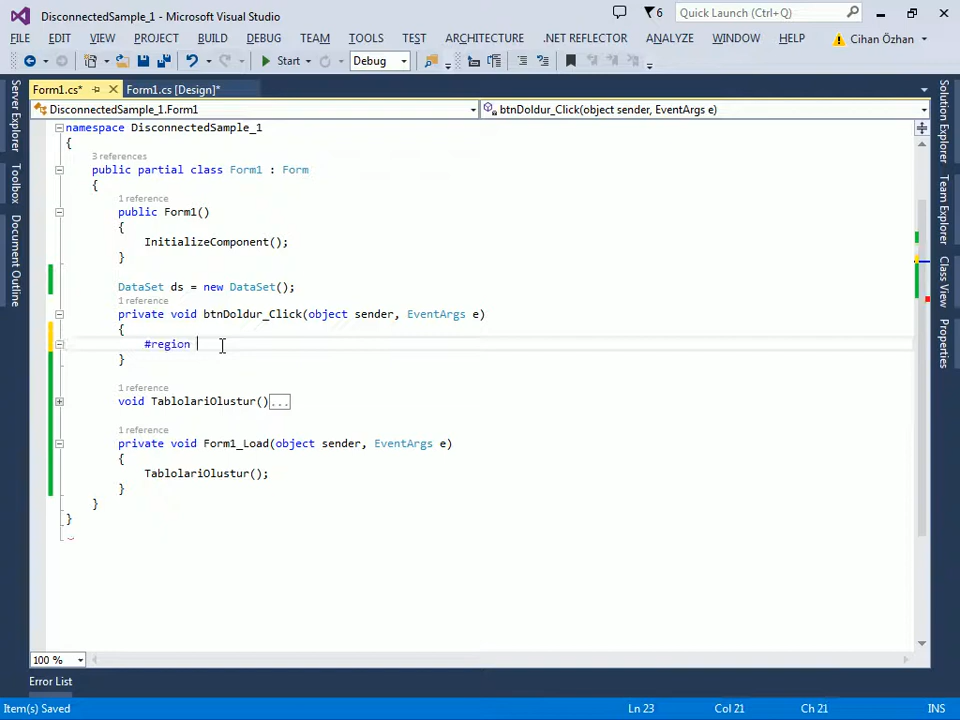 DisconnectedSample_1 - Microsoft Visual Studio
6
Quick Launch (Ctrl+Q)
FILE EDIT VIEW PROJECT BUILD DEBUG TEAM TOOLS TEST ARCHITECTURE .NET REFLECTOR ANALYZE WINDOW HELP Cihan Özhan
Start Debug
Form1.cs* Form1.cs [Design]*
DisconnectedSample_1.Form1 btnDoldur_Click(object sender, EventArgs e)
Server Explorer
Toolbox
Document Outline
namespace DisconnectedSample_1
{
3 references
public partial class Form1 : Form
{
1 reference
public Form1()
{
InitializeComponent();
}
DataSet ds = new DataSet();
1 reference
private void btnDoldur_Click(object sender, EventArgs e)
{
#region
}
1 reference
void TablolariOlustur()...
1 reference
private void Form1_Load(object sender, EventArgs e)
{
TablolariOlustur();
}
}
}
Solution Explorer
Team Explorer
Class View
Properties
100 %
Error List
Item(s) Saved Ln 23 Col 21 Ch 21 INS